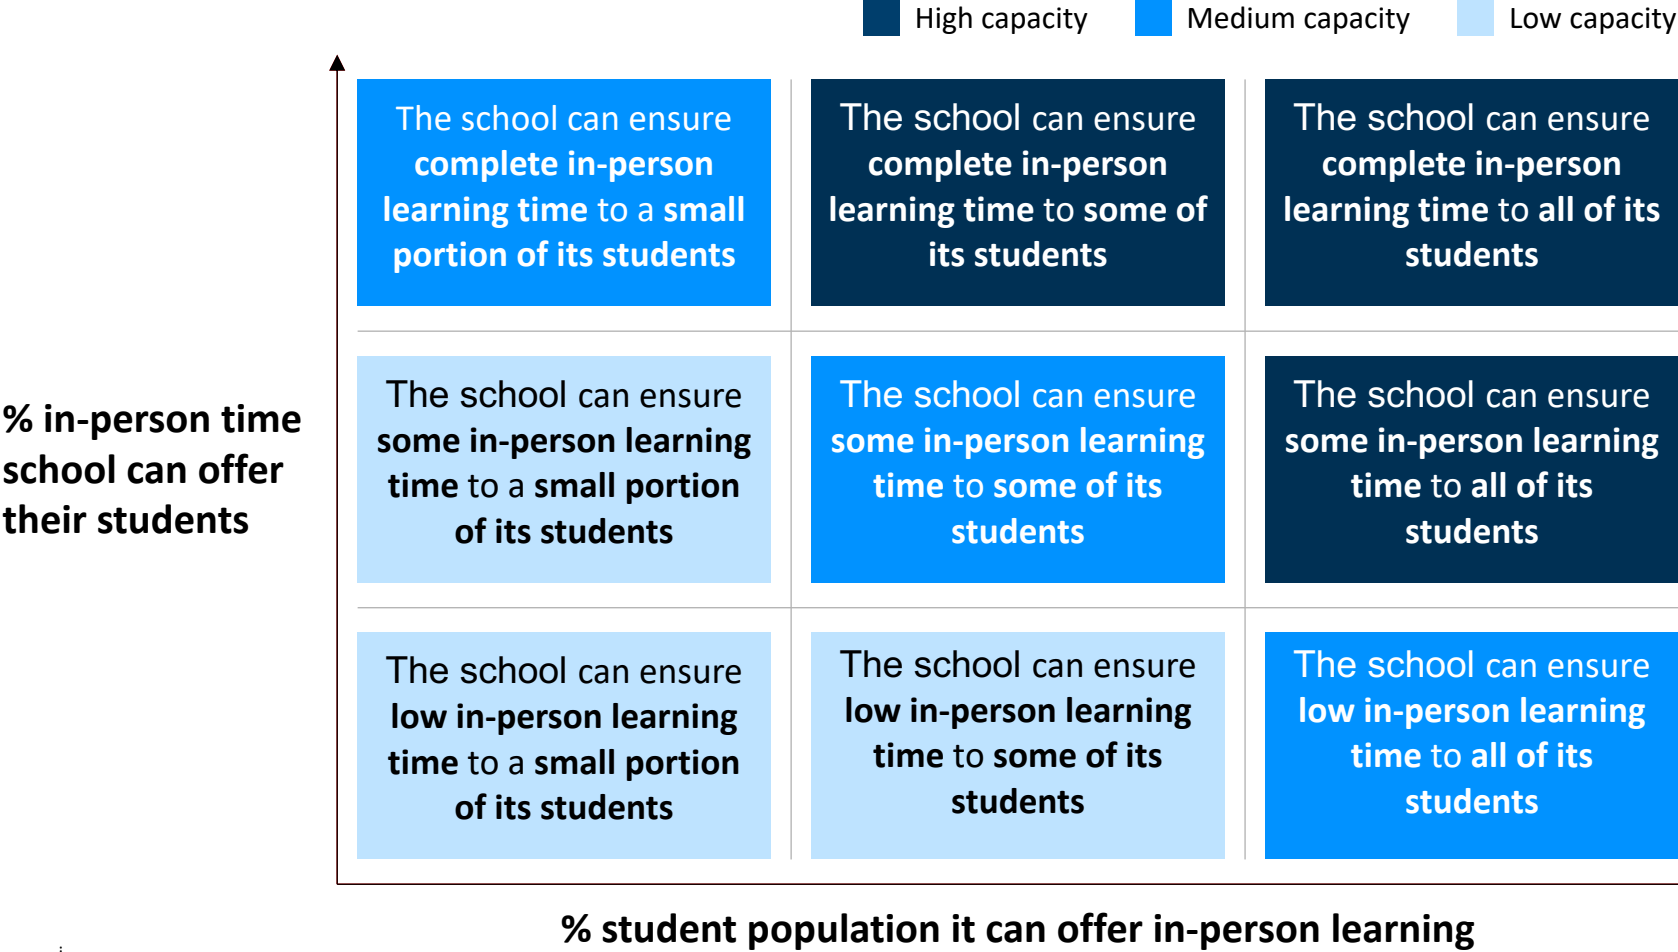 High capacity
Medium capacity
Low capacity
The school can ensure
complete in-person
learning time to a small
portion of its students
The school can ensure
complete in-person
learning time to some of
its students
The school can ensure
complete in-person
learning time to all of its
students
% in-person time
school can offer
their students
The school can ensure
some in-person learning
time to a small portion
of its students
The school can ensure
some in-person learning
time to some of its
students
The school can ensure
some in-person learning
time to all of its
students
The school can ensure
low in-person learning
time to a small portion
of its students
The school can ensure
low in-person learning
time to some of its
students
The school can ensure
low in-person learning
time to all of its
students
% student population it can offer in-person learning